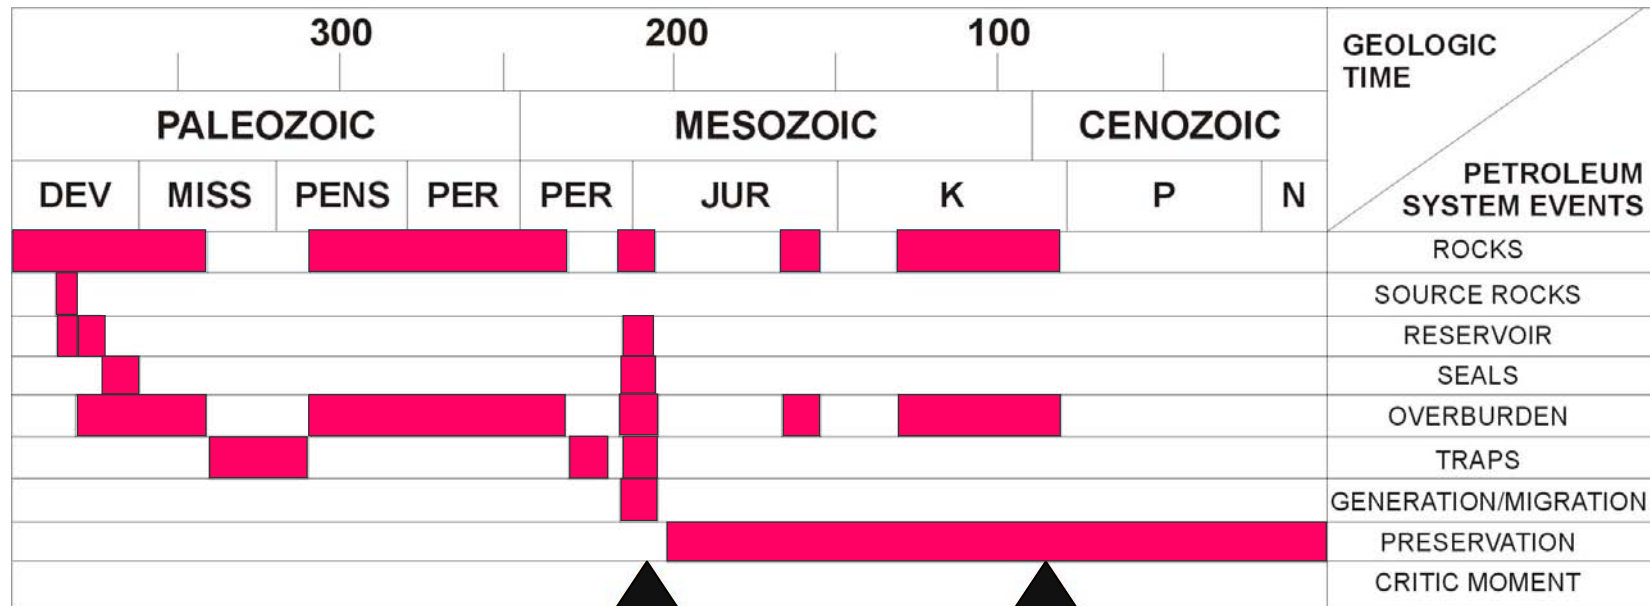 300 200 100
GEOLOGIC
TIME
PALEOZOIC MESOZOIC CENOZOIC
DEV MISS PENS PER PER JUR K P N
PETROLEUM
SYSTEM EVENTS
ROCKS
SOURCE ROCKS
RESERVOIR
SEALS
OVERBURDEN
TRAPS
GENERATION/MIGRATION
PRESERVATION
CRITIC MOMENT